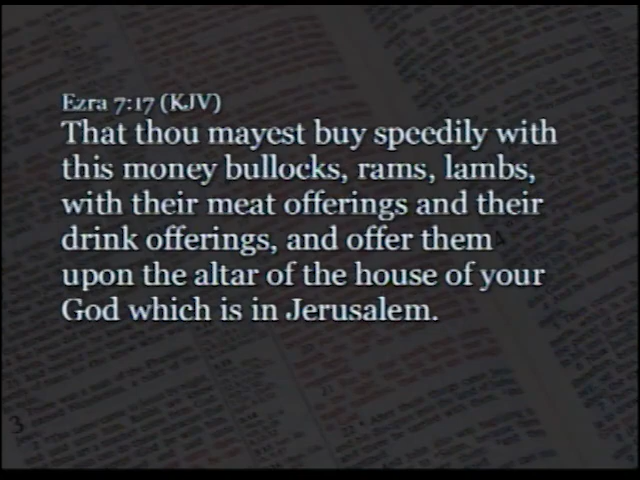 Ezra 7:17 (KJV)
That thou mayest buy speedily with
this money bullocks, rams, lambs,
with their meat offerings and their
drink offerings, and offer them
upon the altar of the house of your
God which is in Jerusalem.